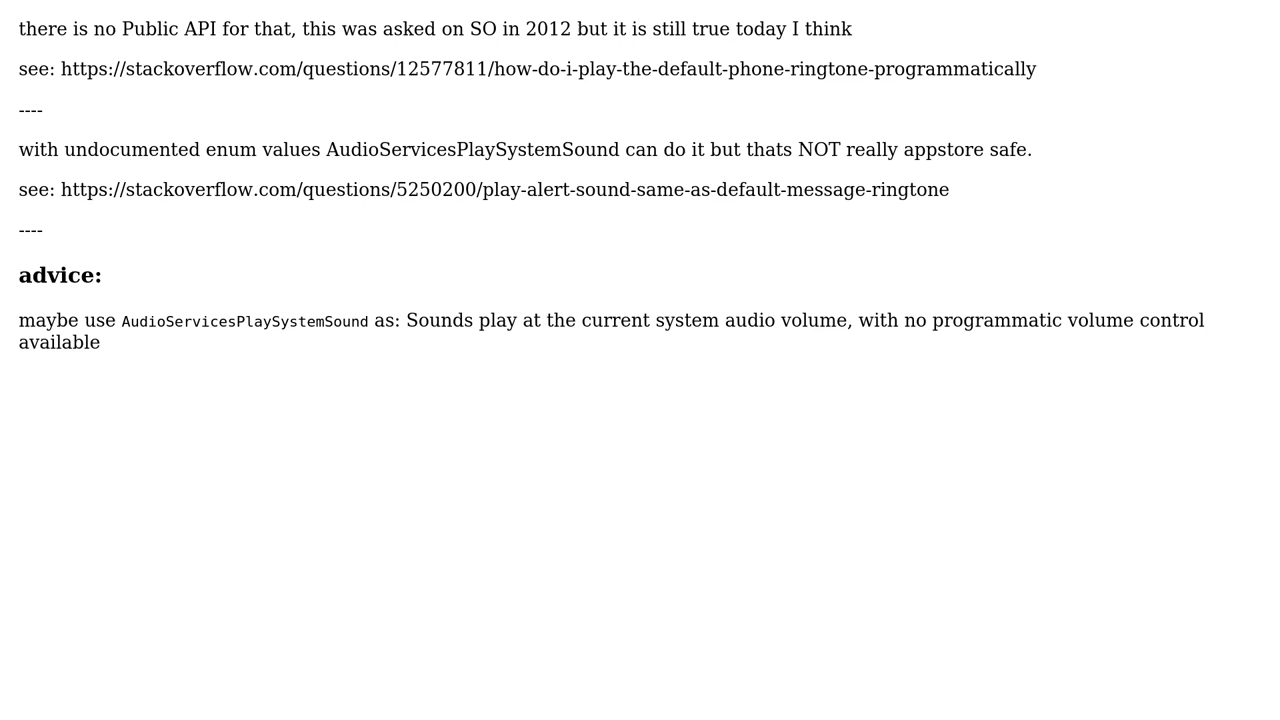 there is no Public API for that, this was asked on SO in 2012 but it is still true today I think
see: https://stackoverflow.com/questions/12577811/how-do-i-play-the-default-phone-ringtone-programmatically
----
with undocumented enum values AudioServicesPlaySystemSound can do it but thats NOT really appstore safe.
see: https://stackoverflow.com/questions/5250200/play-alert-sound-same-as-default-message-ringtone
----
advice:
maybe use AudioServicesPlaySystemSound as: Sounds play at the current system audio volume, with no programmatic volume control
available